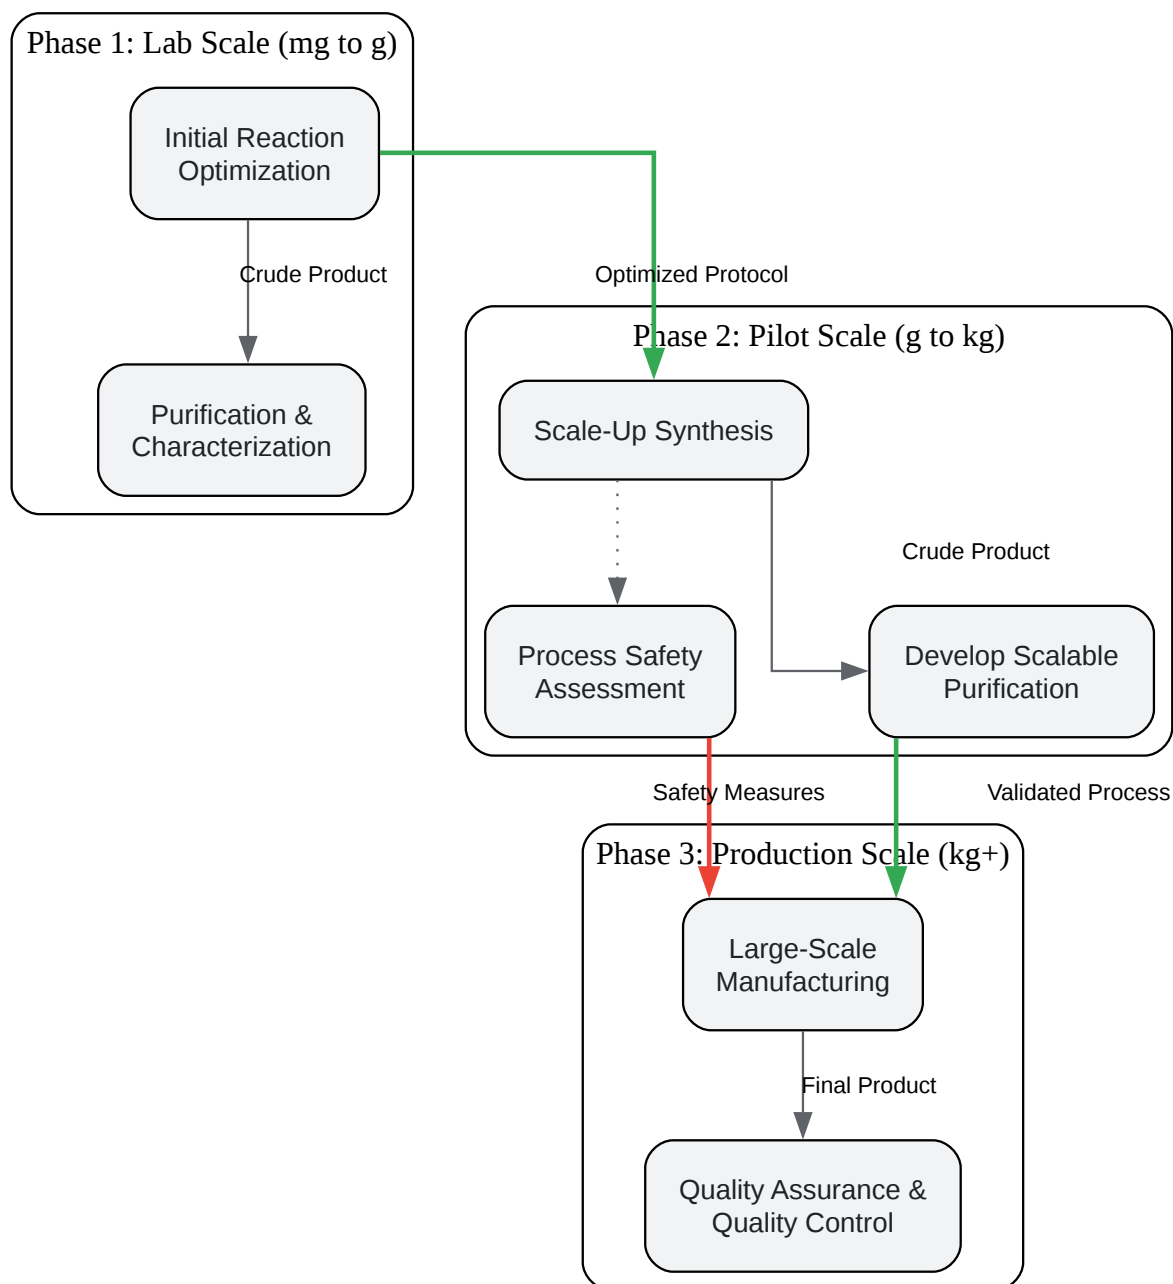 Phase 1: Lab Scale (mg to g)
Initial Reaction
Optimization
Crude Product
Optimized Protocol
Purification &
Characterization
Phase 2: Pilot Scale (g to kg)
Scale-Up Synthesis
Crude Product
Process Safety
Assessment
Develop Scalable
Purification
Safety Measures
Validated Process
Phase 3: Production Scale (kg+)
Large-Scale
Manufacturing
Final Product
Quality Assurance &
Quality Control